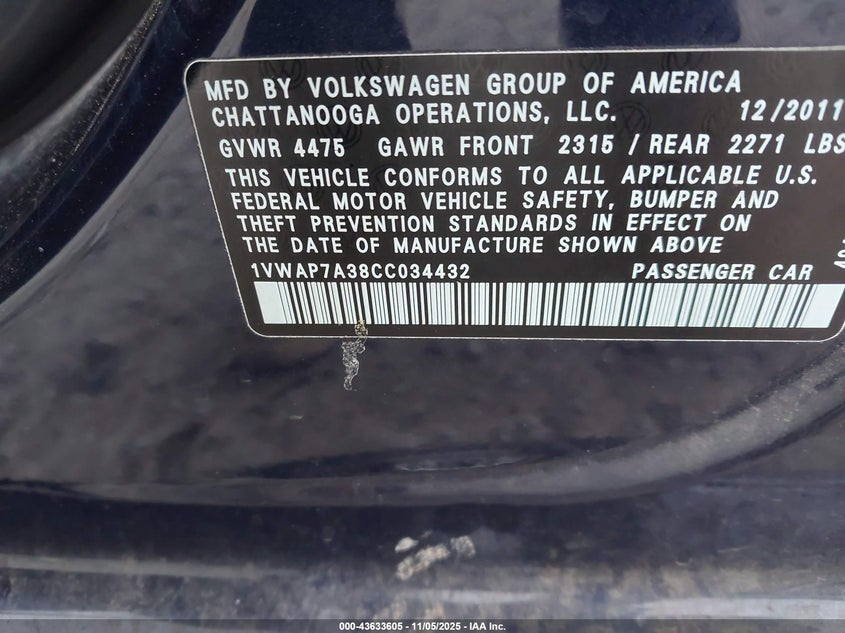 MFD BY VOLKSWAGEN GROUP OF AMERICA
CHATTANOOGA OPERATIONS, LLC. 12/2011
GVWR 4475 GAWR FRONT 2315 / REAR 2271 LBS
THIS VEHICLE CONFORMS TO ALL APPLICABLE U.S.
FEDERAL MOTOR VEHICLE SAFETY, BUMPER AND
THEFT PREVENTION STANDARDS IN EFFECT ON
THE DATE OF MANUFACTURE SHOWN ABOVE
1VWAP7A38CC034432 PASSENGER CAR
000-43633605 - 11/05/2025 - IAA Inc.